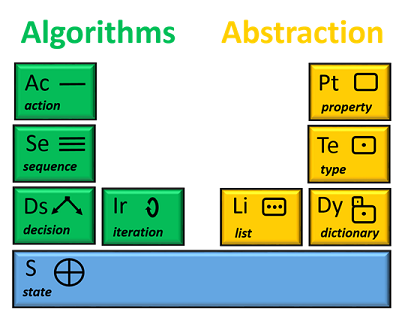 Algorithms Abstraction
Ac
action
Pt
property
Se
sequence
Te
type
Ds
decision
Ir
iteration
Li
list
Dy
dictionary
S
state